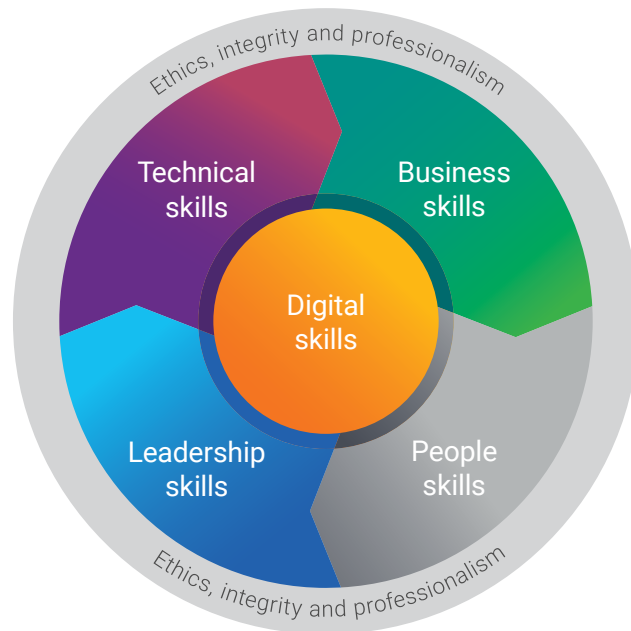 Ethics, integrity and professionalism
Technical
skills
Business
skills
Digital
skills
Leadership
skills
People
skills
Ethics, integrity and professionalism